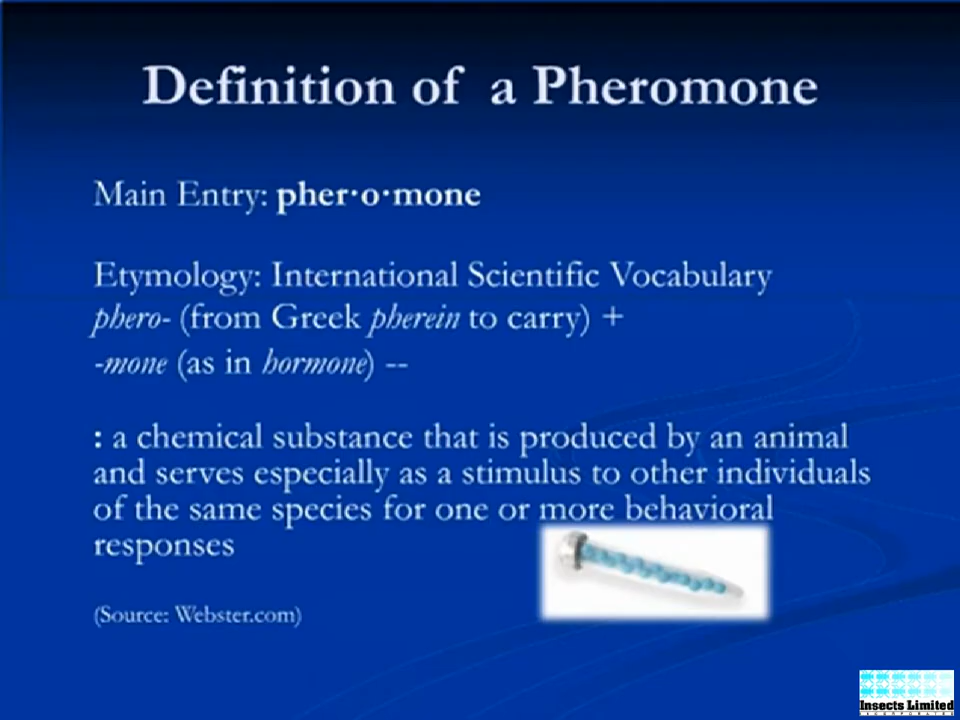 Definition of a Pheromone
Main Entry: pher·o·mone
Etymology: International Scientific Vocabulary
phero- (from Greek pherein to carry) +
-mone (as in hormone) --
: a chemical substance that is produced by an animal
and serves especially as a stimulus to other individuals
of the same species for one or more behavioral
responses
(Source: Webster.com)
Insects Limited
INCORPORATED